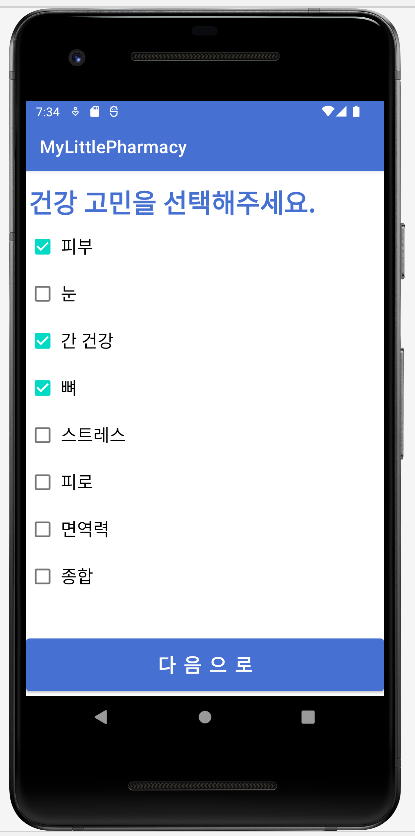 7:34
MyLittlePharmacy
건강 고민을 선택해주세요.
피부
눈
간 건강
뼈
스트레스
피로
면역력
종합
다음으로